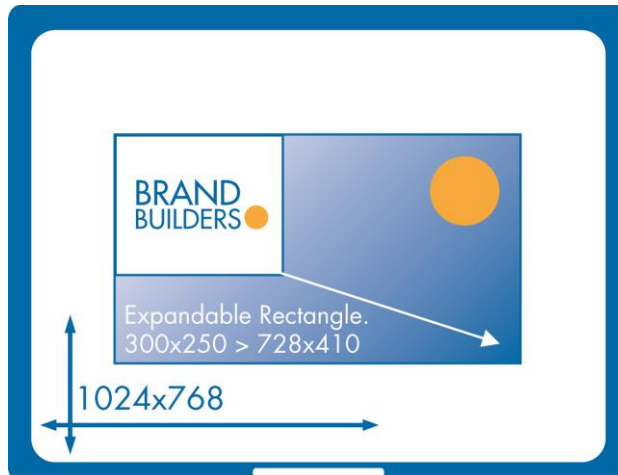 BRAND
BUILDERS
Expandable Rectangle.
300x250 > 728x410
1024x768